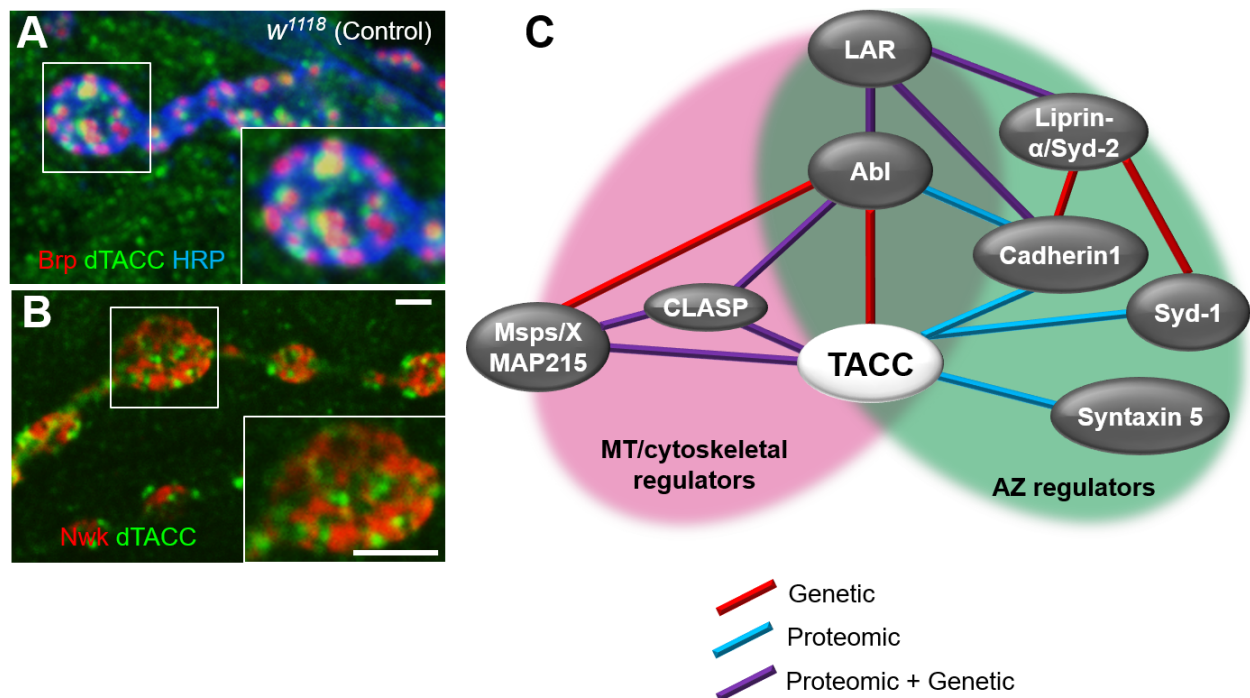 A
w1118 (Control)
Brp dTACC HRP
B
Nwk dTACC
C
LAR
Liprin-
α/Syd-2
Abl
Cadherin1
CLASP
Syd-1
Msps/X
MAP215
TACC
Syntaxin 5
MT/cytoskeletal
regulators
AZ regulators
Genetic
Proteomic
Proteomic + Genetic